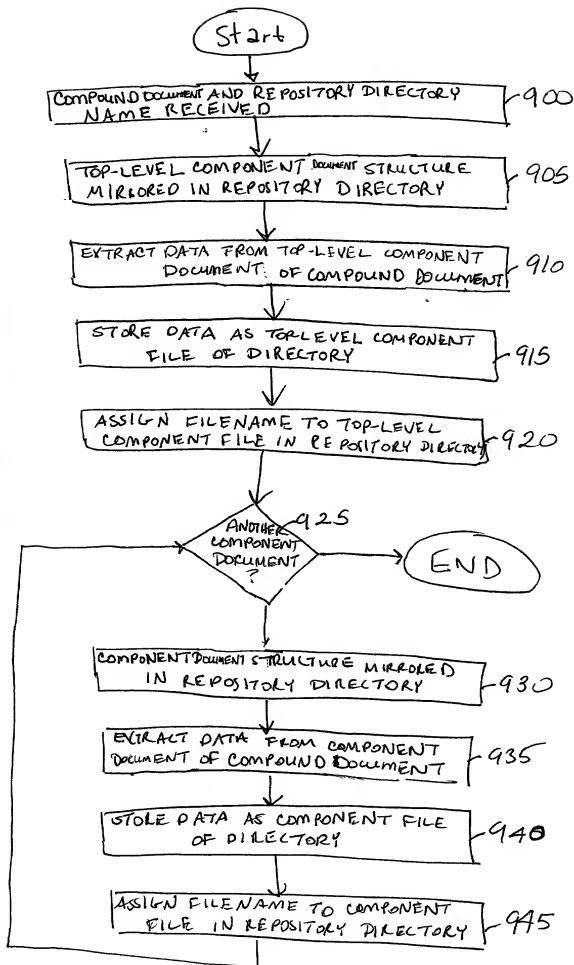 Start
COMPOUND DOCUMENT AND REPOSITORY DIRECTORY
NAME RECEIVED
900
TOP-LEVEL COMPONENT DOCUMENT STRUCTURE
MIRRORED IN REPOSITORY DIRECTORY
905
EXTRACT DATA FROM TOP-LEVEL COMPONENT
DOCUMENT OF COMPOUND DOCUMENT
910
STORE DATA AS TOP-LEVEL COMPONENT
FILE OF DIRECTORY
915
ASSIGN FILENAME TO TOP-LEVEL
COMPONENT FILE IN REPOSITORY DIRECTORY
920
925
ANOTHER
COMPONENT
DOCUMENT
?
END
COMPONENT DOCUMENT STRUCTURE MIRRORED
IN REPOSITORY DIRECTORY
930
EXTRACT DATA FROM COMPONENT
DOCUMENT OF COMPOUND DOCUMENT
935
STORE DATA AS COMPONENT FILE
OF DIRECTORY
940
ASSIGN FILENAME TO COMPONENT
FILE IN REPOSITORY DIRECTORY
945